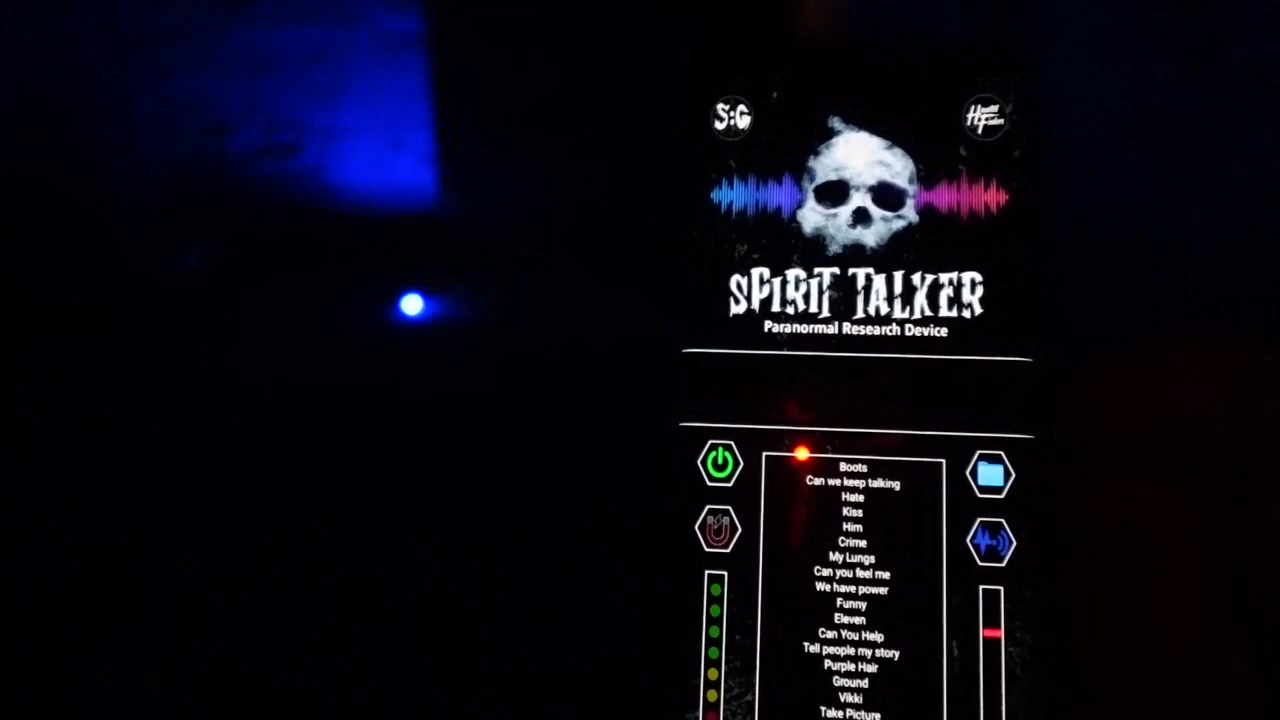 S:G
Haunted
Finders
SPIRIT TALKER
Paranormal Research Device
Boots
Can we keep talking
Hate
Kiss
Him
Crime
My Lungs
Can you feel me
We have power
Funny
Eleven
Can You Help
Tell people my story
Purple Hair
Ground
Vikki
Take Picture